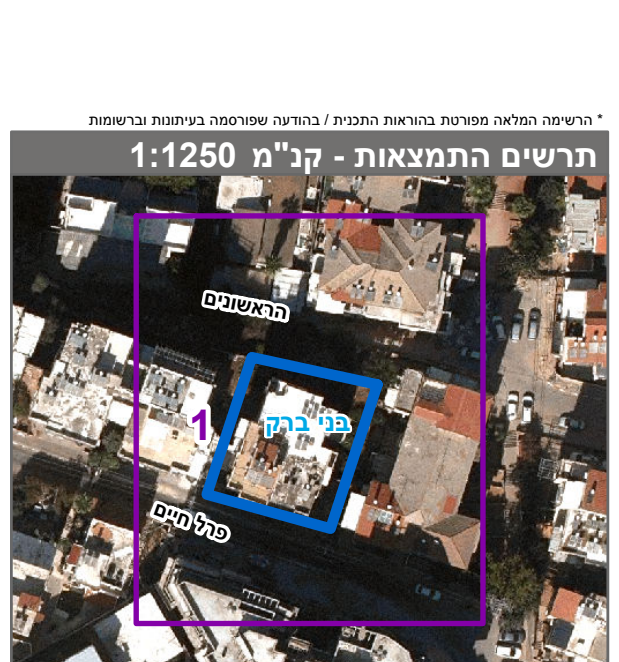 * הרשימה המלאה מפורטת בהוראות התכנית / בהודעה שפורסמה בעיתונות וברשומות
תרשים התמצאות - קנ"מ 1:1250
הראשונים
1
בני ברק
פרל חיים